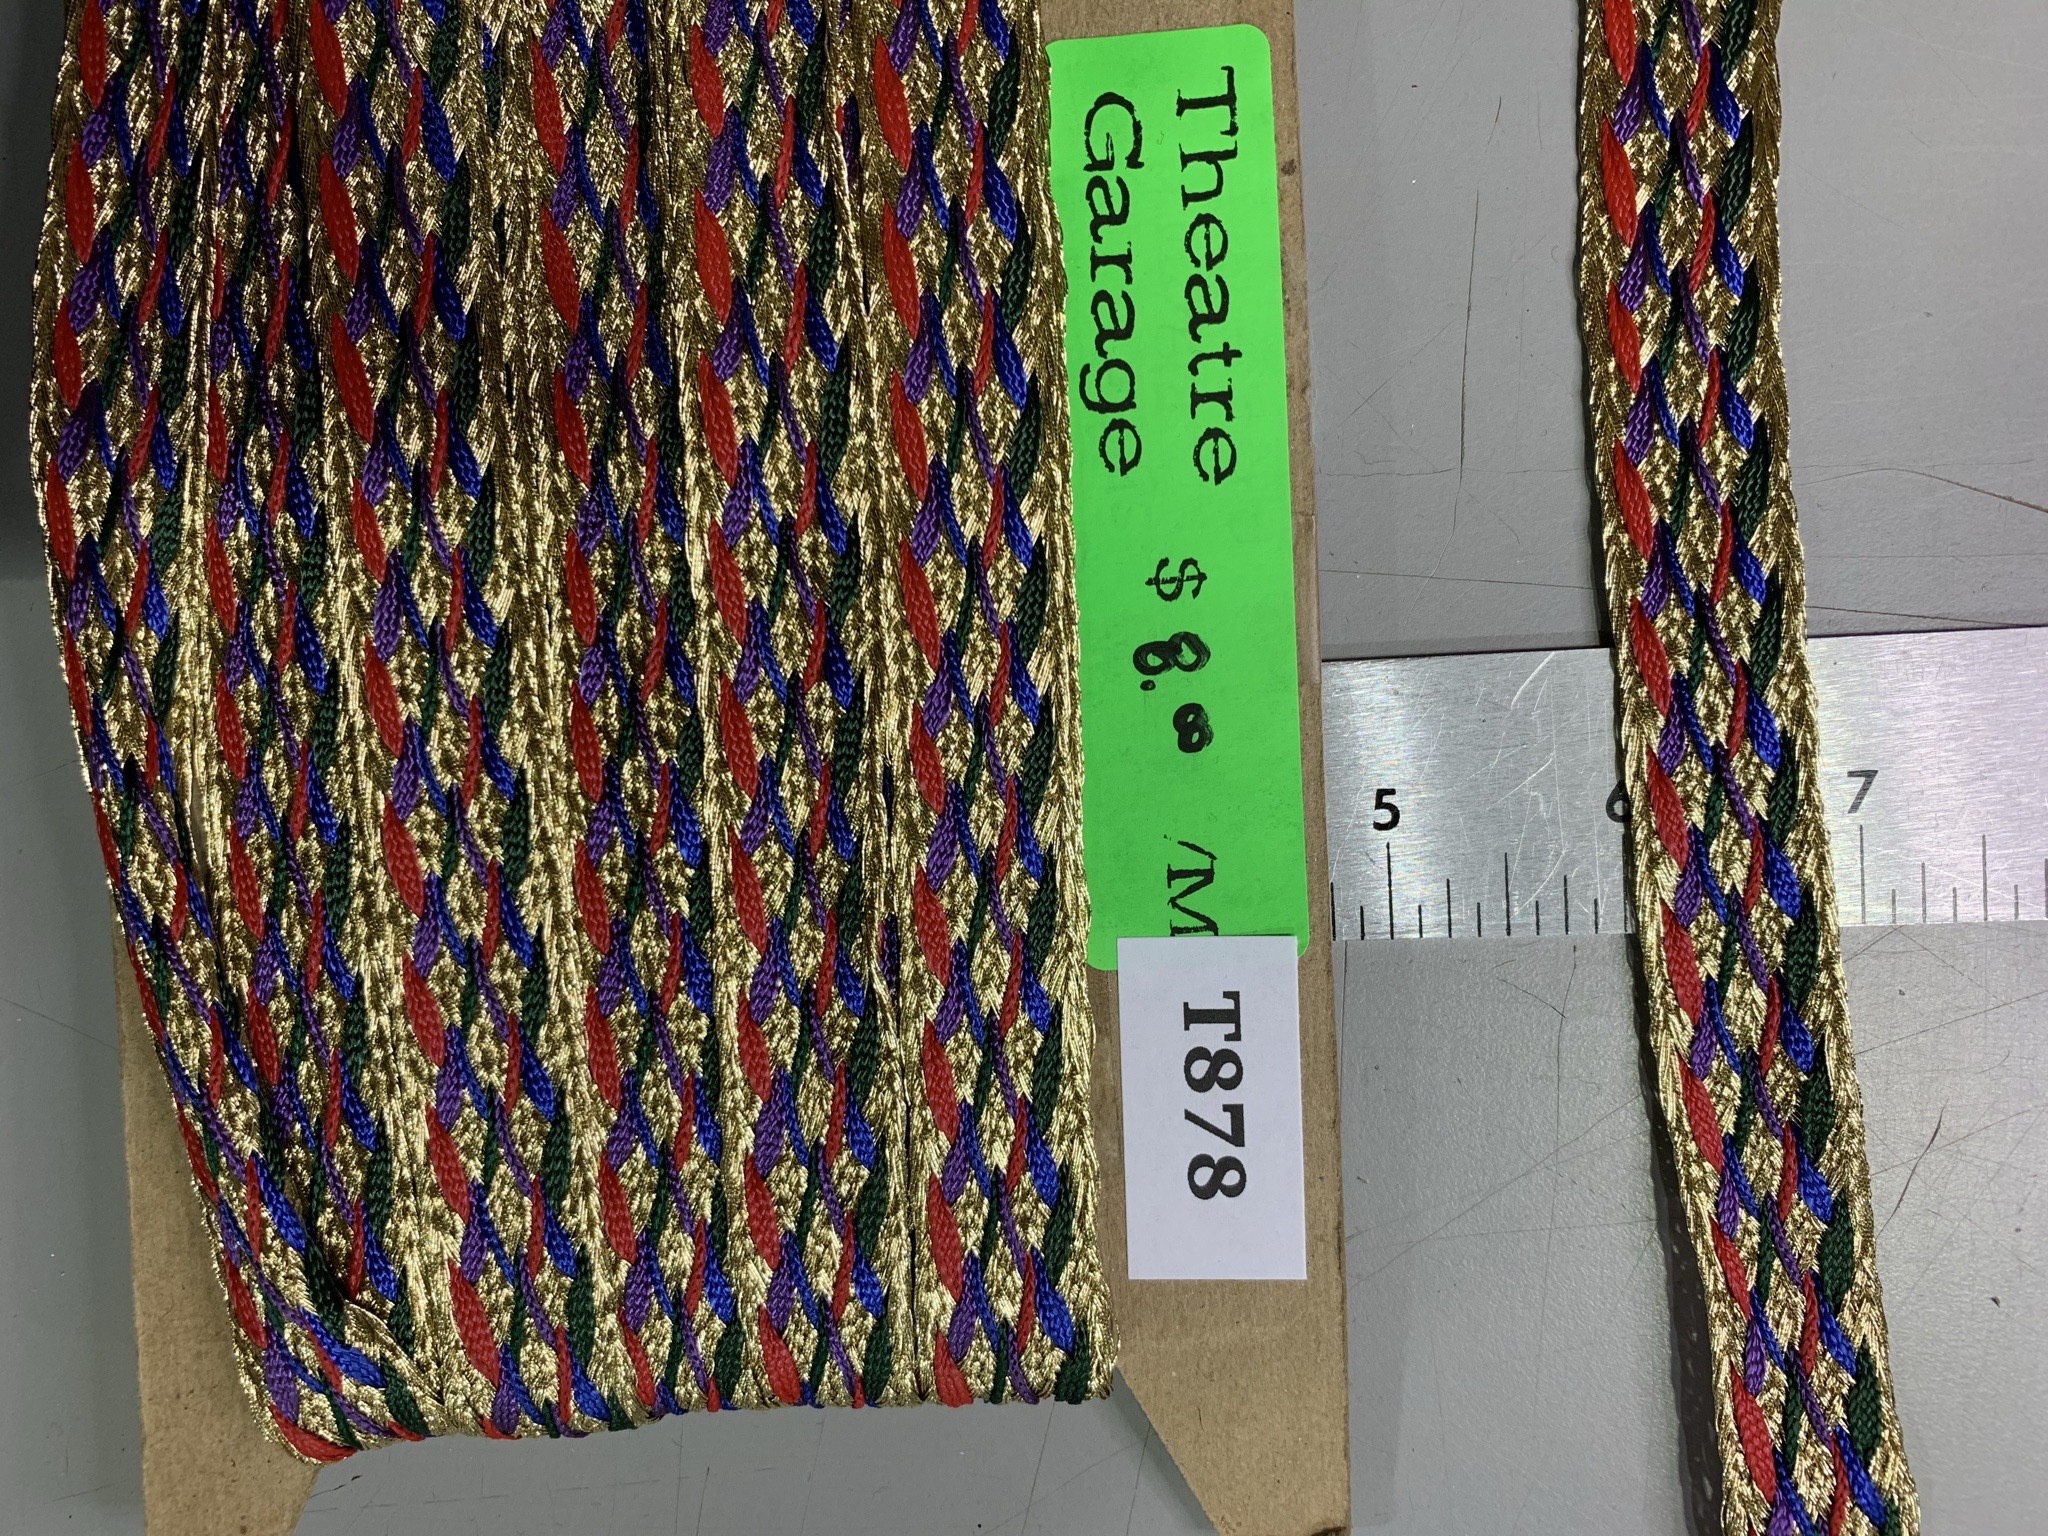 Theatre
Garage
$ 8.00 /M
T878
5
6
7